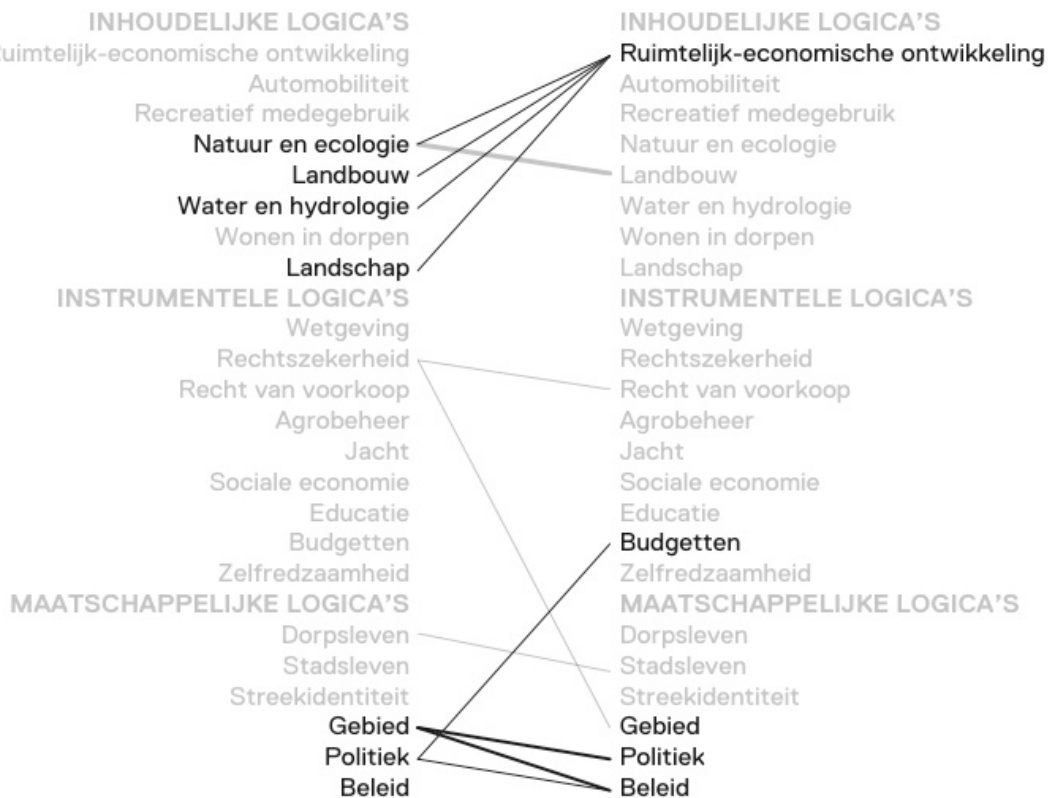 INHOUDELIJKE LOGICA'S
uimtelijk-economische ontwikkeling
Automobiliteit
Recreatief medegebruik
Natuur en ecologie
Landbouw
Water en hydrologie
Wonen in dorpen
Landschap
INSTRUMENTELE LOGICA'S
Wetgeving
Rechtszekerheid
Recht van voorkoop
Agrobeheer
Jacht
Sociale economie
Educatie
Budgetten
Zelfredzaamheid
MAATSCHAPPELIJKE LOGICA'S
Dorpsleven
Stadsleven
Streekidentiteit
Gebied
Politiek
Beleid
INHOUDELIJKE LOGICA'S
Ruimtelijk-economische ontwikkeling
Automobiliteit
Recreatief medegebruik
Natuur en ecologie
Landbouw
Water en hydrologie
Wonen in dorpen
Landschap
INSTRUMENTELE LOGICA'S
Wetgeving
Rechtszekerheid
Recht van voorkoop
Agrobeheer
Jacht
Sociale economie
Educatie
Budgetten
Zelfredzaamheid
MAATSCHAPPELIJKE LOGICA'S
Dorpsleven
Stadsleven
Streekidentiteit
Gebied
Politiek
Beleid